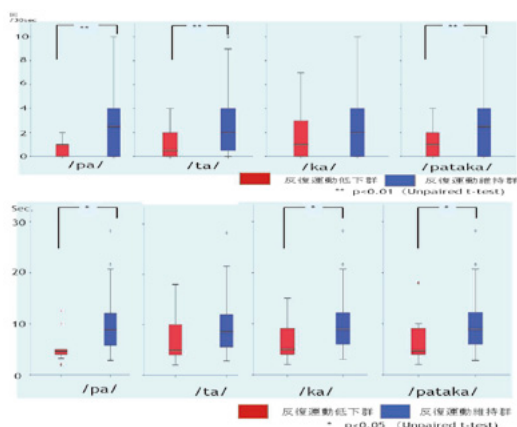 回
/30sec
** ** **
10
8
6
4
2
0
/pa/ /ta/ /ka/ /pataka/
反復運動低下群 反復運動維持群
** p<0.01 (Unpaired t-test)
Sec.
* * *
30
20
10
0
/pa/ /ta/ /ka/ /pataka/
反復運動低下群 反復運動維持群
* p<0.05 (Unpaired t-test)